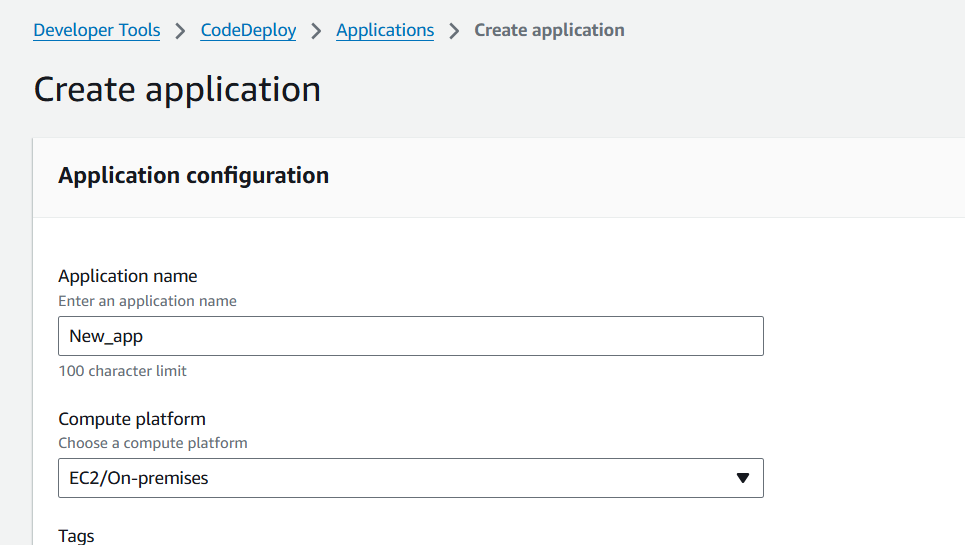 Developer Tools > CodeDeploy > Applications > Create application
Create application
Application configuration
Application name
Enter an application name
New_app
100 character limit
Compute platform
Choose a compute platform
EC2/On-premises
Tags